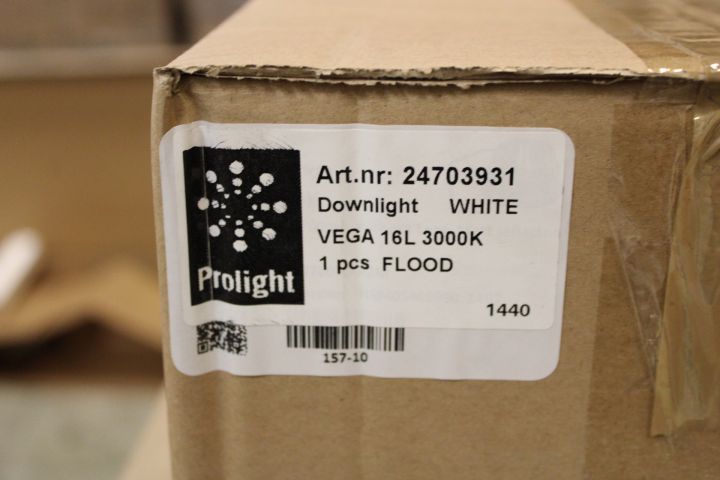 Art.nr: 24703931
Downlight WHITE
VEGA 16L 3000K
1 pcs FLOOD
Prolight
1440
157-10